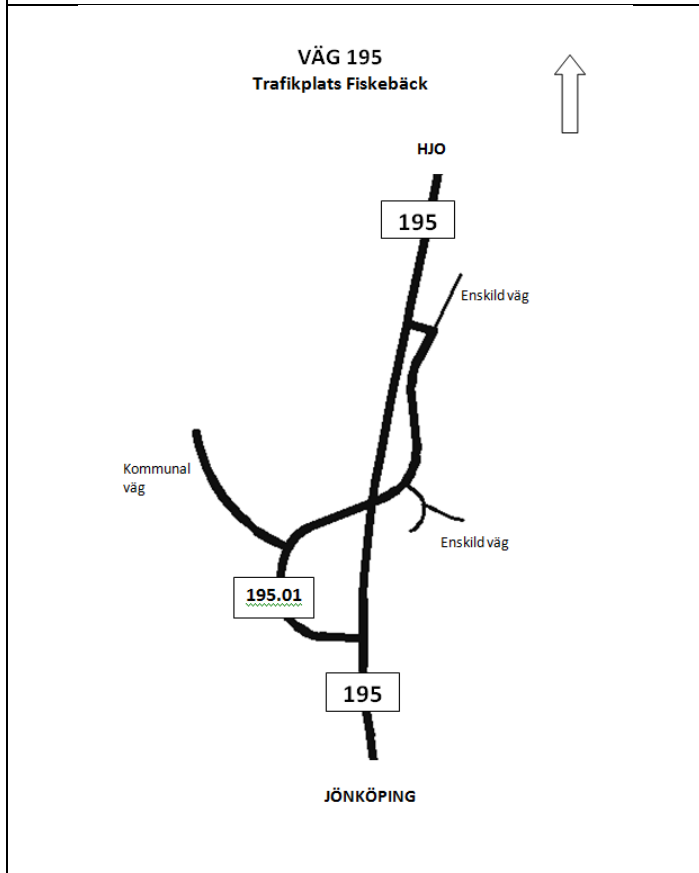 VÄG 195
Trafikplats Fiskebäck
HJO
195
Enskild väg
Kommunal
väg
Enskild väg
195.01
195
JÖNKÖPING